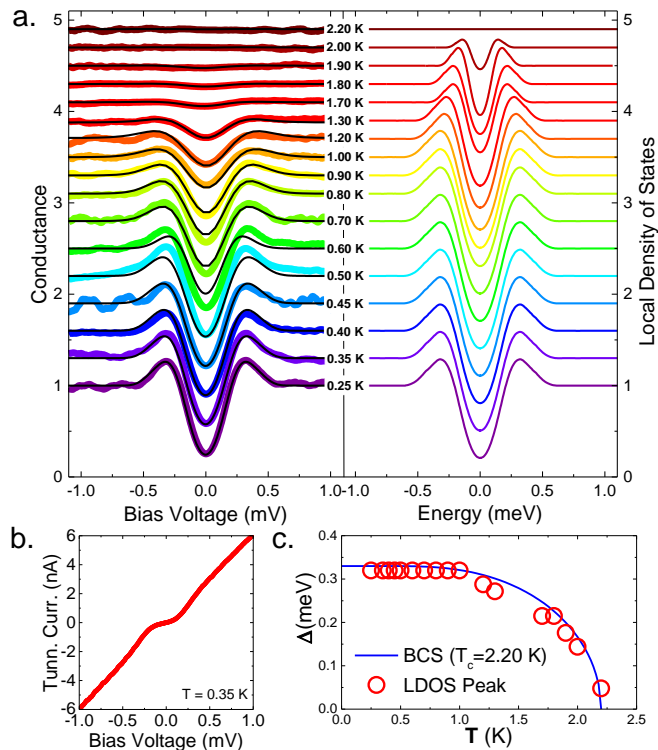 a.
5
4
3
2
1
0
Conductance
2.20 K
2.00 K
1.90 K
1.80 K
1.70 K
1.30 K
1.20 K
1.00 K
0.90 K
0.80 K
0.70 K
0.60 K
0.50 K
0.45 K
0.40 K
0.35 K
0.25 K
5
4
3
2
1
0
Local Density of States
-1.0 -0.5 0.0 0.5 1.0 -1.0 -0.5 0.0 0.5 1.0
Bias Voltage (mV) Energy (meV)
b.
6
4
2
0
-2
-4
-6
Tunn. Curr. (nA)
T = 0.35 K
-1.0 -0.5 0.0 0.5 1.0
Bias Voltage (mV)
c.
0.4
0.3
0.2
0.1
0.0
Δ(meV)
BCS (Tc=2.20 K)
LDOS Peak
0.0 0.5 1.0 1.5 2.0 2.5
T (K)